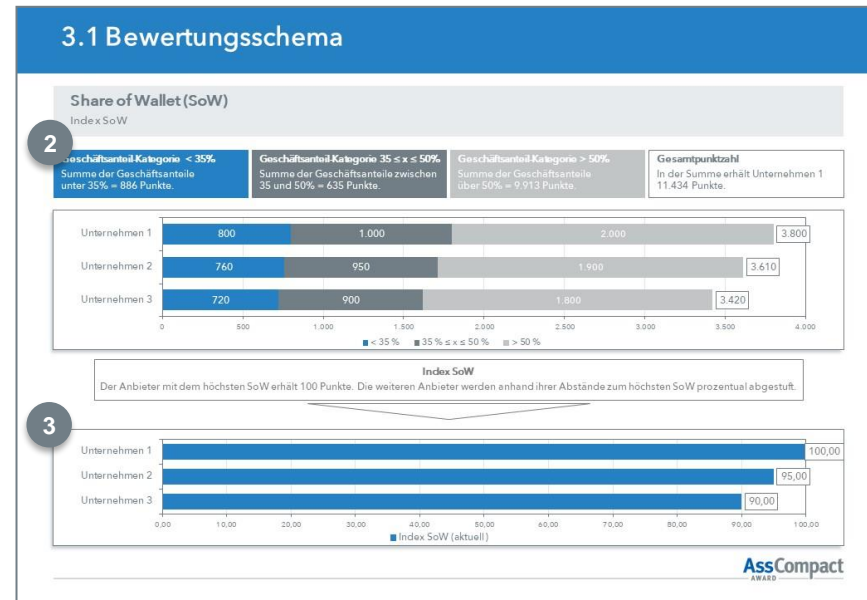 3.1 Bewertungsschema
Share of Wallet (SoW)
Index SoW
2
Geschäftsanteil-Kategorie < 35%
Summe der Geschäftsanteile
unter 35% = 886 Punkte.
Geschäftsanteil-Kategorie 35 ≤ x ≤ 50%
Summe der Geschäftsanteile zwischen
35 und 50% = 635 Punkte.
Geschäftsanteil-Kategorie > 50%
Summe der Geschäftsanteile
über 50% = 9.913 Punkte.
Gesamtpunktzahl
In der Summe erhält Unternehmen 1
11.434 Punkte.
Unternehmen 1 800 1.000 2.000 3.800
Unternehmen 2 760 950 1.900 3.610
Unternehmen 3 720 900 1.800 3.420
0 500 1.000 1.500 2.000 2.500 3.000 3.500 4.000
< 35 % 35 % ≤ x ≤ 50 % > 50 %
Index SoW
Der Anbieter mit dem höchsten SoW erhält 100 Punkte. Die weiteren Anbieter werden anhand ihrer Abstände zum höchsten SoW prozentual abgestuft.
3
Unternehmen 1 100,00
Unternehmen 2 95,00
Unternehmen 3 90,00
0,00 10,00 20,00 30,00 40,00 50,00 60,00 70,00 80,00 90,00 100,00
Index SoW (aktuell)
AssCompact
AWARD